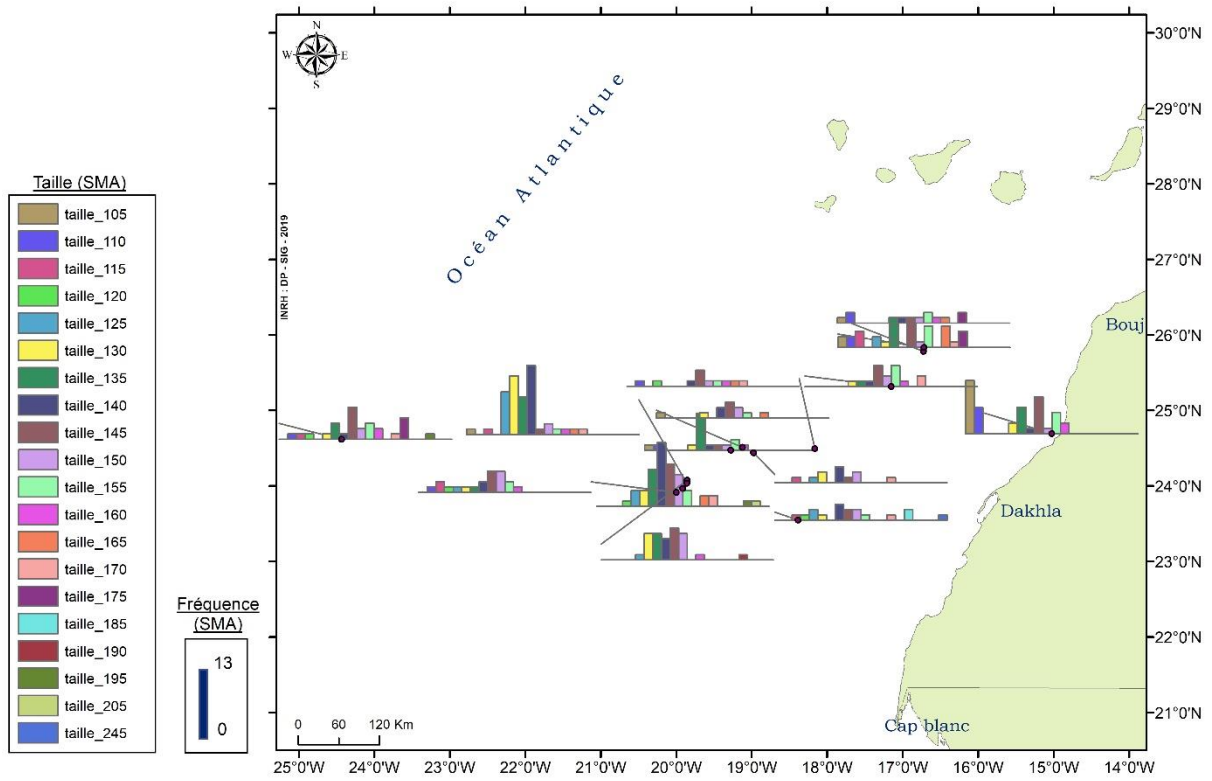 N
W
E
S
Océan Atlantique
INRH : DP - SIG - 2019
Bouj
Dakhla
Cap blanc
30°0'N
29°0'N
28°0'N
27°0'N
26°0'N
25°0'N
24°0'N
23°0'N
22°0'N
21°0'N
Taille (SMA)
taille_105
taille_110
taille_115
taille_120
taille_125
taille_130
taille_135
taille_140
taille_145
taille_150
taille_155
taille_160
taille_165
taille_170
taille_175
taille_185
taille_190
taille_195
taille_205
taille_245
Fréquence
(SMA)
13
0
0 60 120 Km
25°0'W 24°0'W 23°0'W 22°0'W 21°0'W 20°0'W 19°0'W 18°0'W 17°0'W 16°0'W 15°0'W 14°0'W